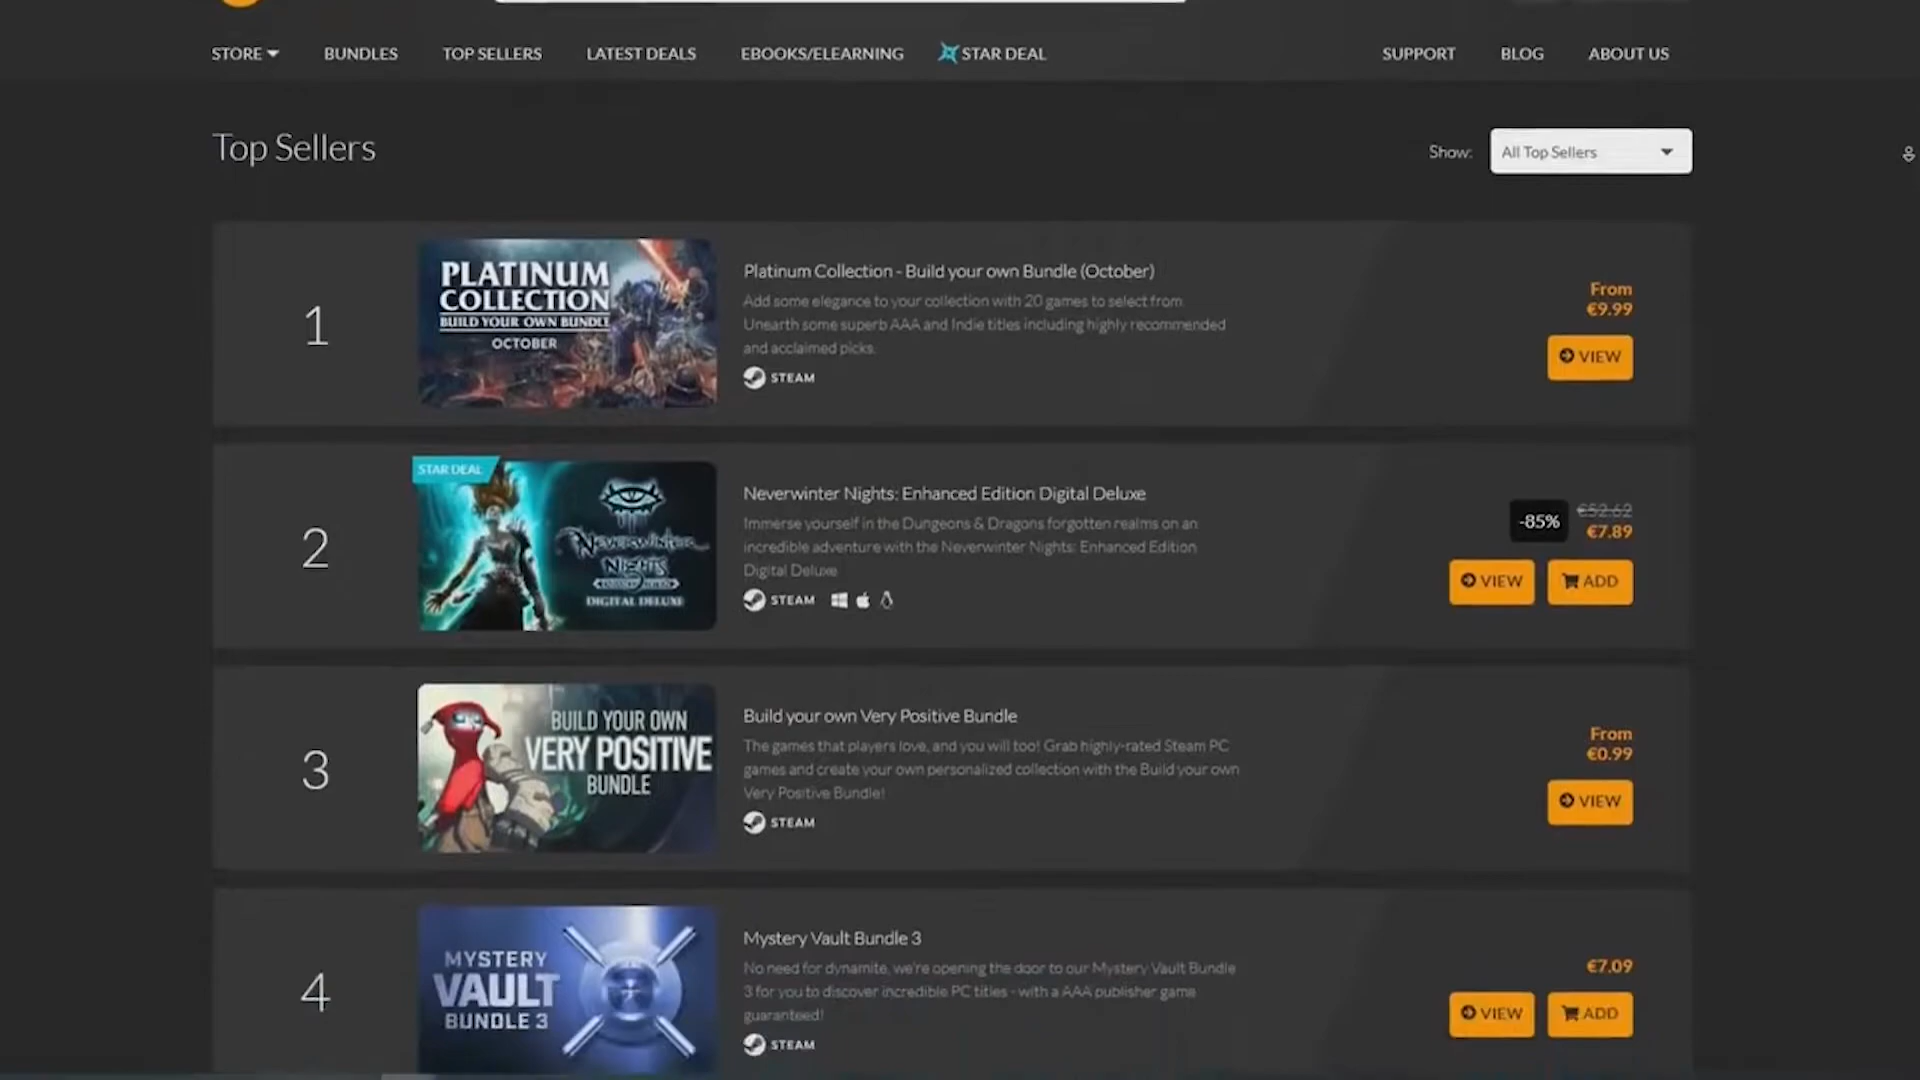 STORE BUNDLES TOP SELLERS LATEST DEALS EBOOKS/ELEARNING STAR DEAL SUPPORT BLOG ABOUT US
Top Sellers
Show: All Top Sellers
1
PLATINUM
COLLECTION
BUILD YOUR OWN BUNDLE
OCTOBER
Platinum Collection - Build your own Bundle (October)
Add some elegance to your collection with 20 games to select from.
Unearth some superb AAA and Indie titles including highly recommended
and acclaimed picks.
STEAM
From
€9.99
VIEW
2
STAR DEAL
NEVERWINTER
NIGHTS
ENHANCED EDITION
DIGITAL DELUXE
Neverwinter Nights: Enhanced Edition Digital Deluxe
Immerse yourself in the Dungeons & Dragons forgotten realms on an
incredible adventure with the Neverwinter Nights: Enhanced Edition
Digital Deluxe
STEAM
-85% €52.62
€7.89
VIEW ADD
3
BUILD YOUR OWN
VERY POSITIVE
BUNDLE
Build your own Very Positive Bundle
The games that players love, and you will too! Grab highly-rated Steam PC
games and create your own personalized collection with the Build your own
Very Positive Bundle!
STEAM
From
€0.99
VIEW
4
MYSTERY
VAULT
BUNDLE 3
Mystery Vault Bundle 3
No need for dynamite, we're opening the door to our Mystery Vault Bundle
3 for you to discover incredible PC titles - with a AAA publisher game
guaranteed!
STEAM
€7.09
VIEW ADD